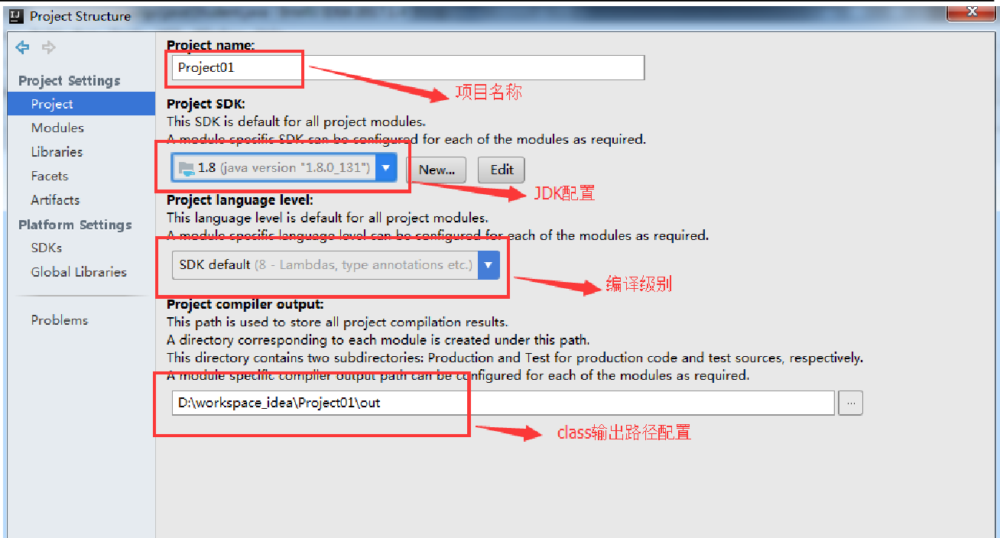 Project Structure
Project Settings
Project
Modules
Libraries
Facets
Artifacts
Platform Settings
SDKs
Global Libraries
Problems
Project name:
Project01
项目名称
Project SDK:
This SDK is default for all project modules.
A module specific SDK can be configured for each of the modules as required.
1.8 (java version "1.8.0_131")
New...
Edit
JDK配置
Project language level:
This language level is default for all project modules.
A module specific language level can be configured for each of the modules as required.
SDK default (8 - Lambdas, type annotations etc.)
编译级别
Project compiler output:
This path is used to store all project compilation results.
A directory corresponding to each module is created under this path.
This directory contains two subdirectories: Production and Test for production code and test sources, respectively.
A module specific compiler output path can be configured for each of the modules as required.
D:\workspace_idea\Project01\out
...
class输出路径配置